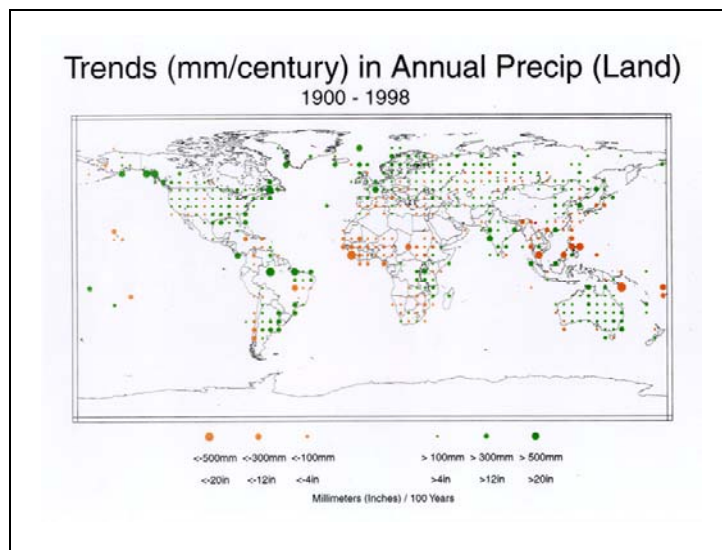 Trends (mm/century) in Annual Precip (Land)
1900 - 1998
<-500mm <-300mm <-100mm > 100mm > 300mm > 500mm
<-20in <-12in <-4in >4in >12in >20in
Millimeters (Inches) / 100 Years